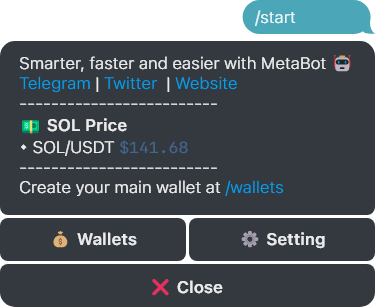 /start
Smarter, faster and easier with MetaBot 🤖
Telegram | Twitter | Website
-------------------------
💵 SOL Price
⬩ SOL/USDT $141.68
-------------------------
Create your main wallet at /wallets
💰 Wallets
⚙️ Setting
❌ Close